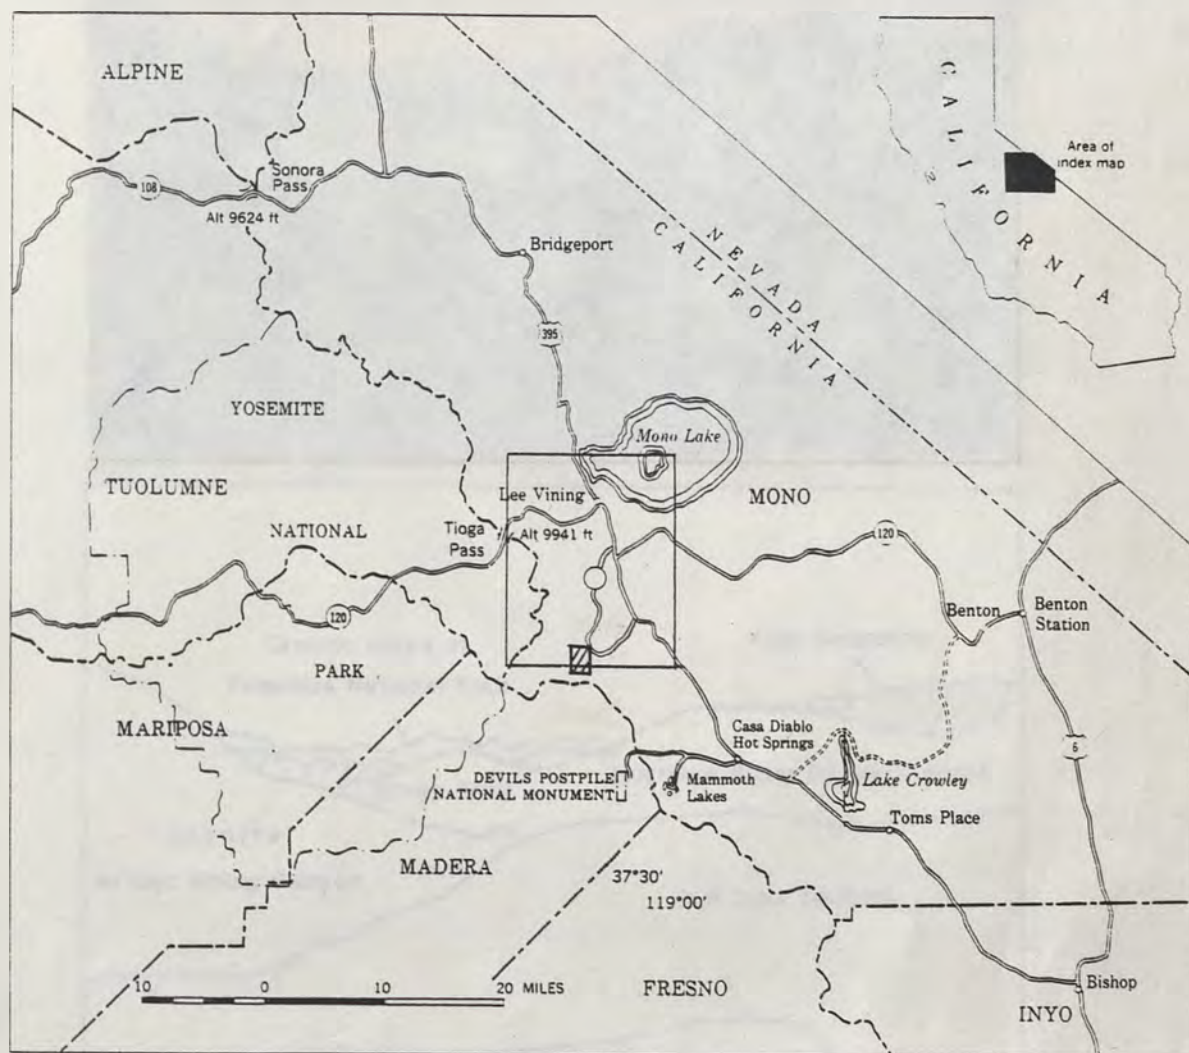 ALPINE
CALIFORNIA
Area of
index map
Sonora
Pass
108
Alt 9624 ft
Bridgeport
NEVADA
CALIFORNIA
395
YOSEMITE
Mono Lake
TUOLUMNE
Lee Vining
MONO
NATIONAL
Tioga
Pass
Alt 9941 ft
120
120
Benton
Benton
Station
PARK
MARIPOSA
Casa Diablo
Hot Springs
6
DEVILS POSTPILE
NATIONAL MONUMENT
Mammoth
Lakes
Lake Crowley
Toms Place
MADERA
37°30'
119°00'
10 0 10 20 MILES
FRESNO
Bishop
INYO